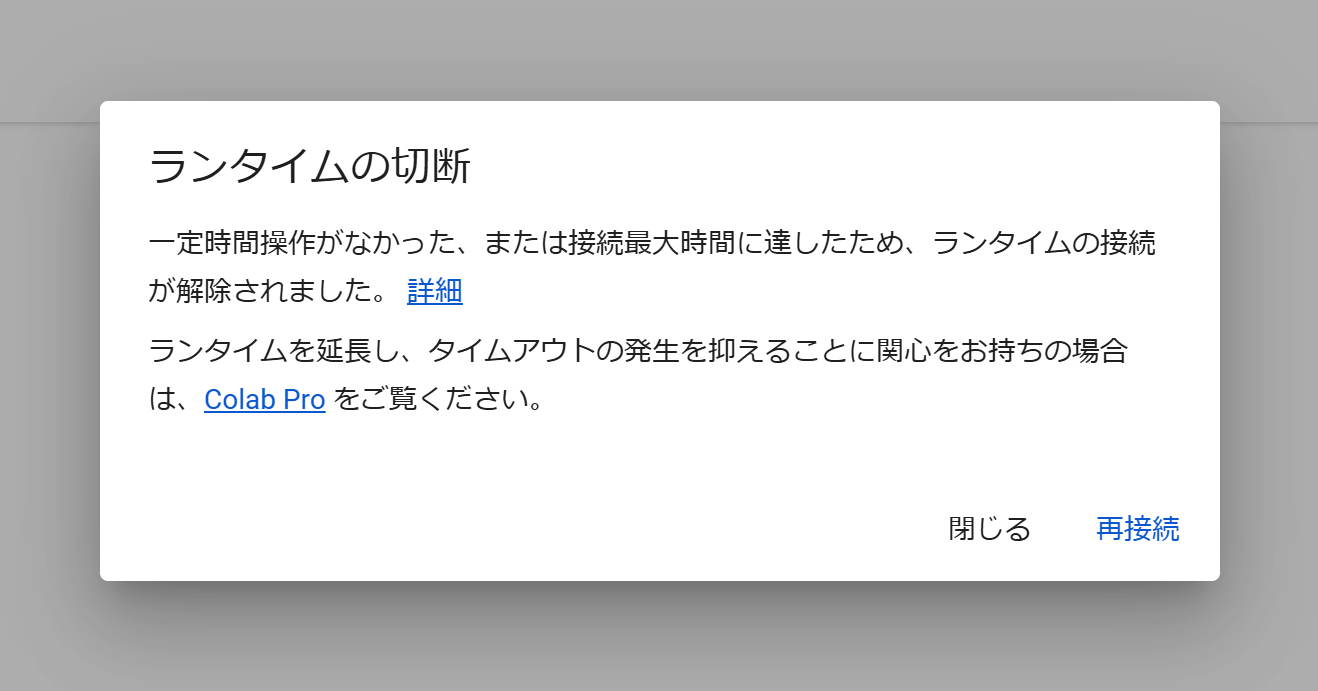 ランタイムの切断
一定時間操作がなかった、または接続最大時間に達したため、ランタイムの接続
が解除されました。 詳細
ランタイムを延長し、タイムアウトの発生を抑えることに関心をお持ちの場合
は、Colab Pro をご覧ください。
閉じる 再接続